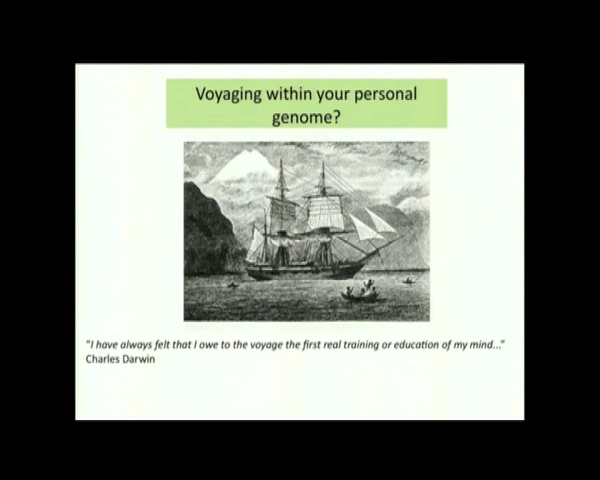 Voyaging within your personal
genome?
"I have always felt that I owe to the voyage the first real training or education of my mind..."
Charles Darwin